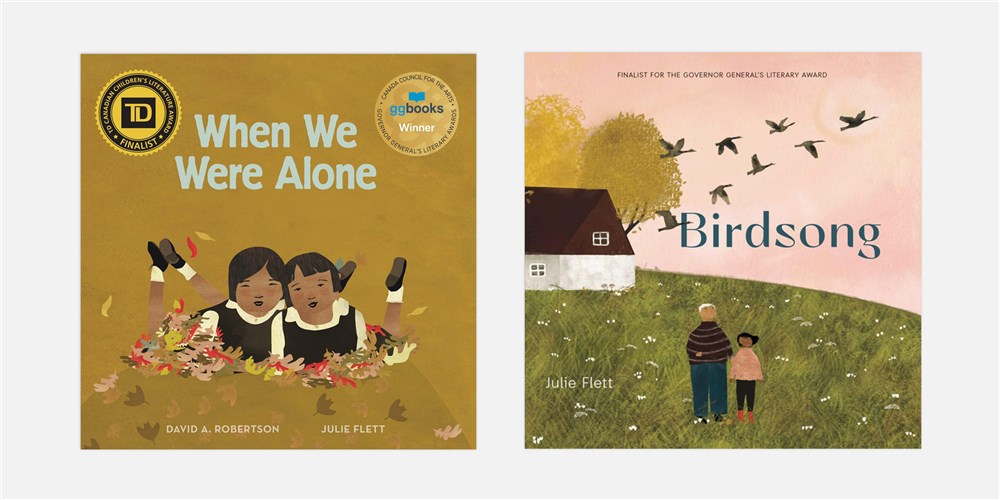 TD CANADIAN CHILDREN'S LITERATURE AWARD
TD
FINALIST
CANADA COUNCIL FOR THE ARTS
ggbooks
Winner
GOVERNOR GENERAL'S LITERARY AWARDS
When We
Were Alone
DAVID A. ROBERTSON JULIE FLETT
FINALIST FOR THE GOVERNOR GENERAL'S LITERARY AWARD
Birdsong
Julie Flett